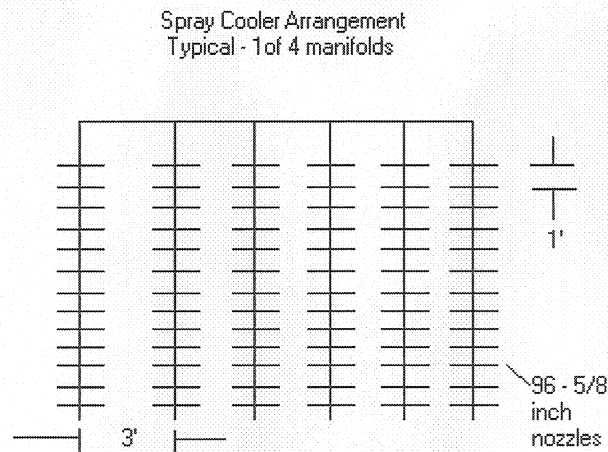 Spray Cooler Arrangement
Typical - 1of 4 manifolds
1'
96 - 5/8
inch
nozzles
3'